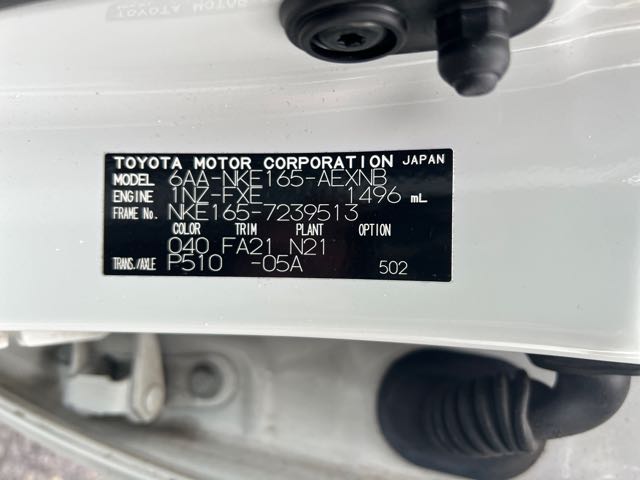 TOYOTA MOTOR CORPORATION JAPAN
MODEL 6AA-NKE165-AEXNB
ENGINE 1NZ-FXE 1496 mL
FRAME No. NKE165-7239513
COLOR TRIM PLANT OPTION
040 FA21 N21
TRANS./AXLE P510 -05A 502